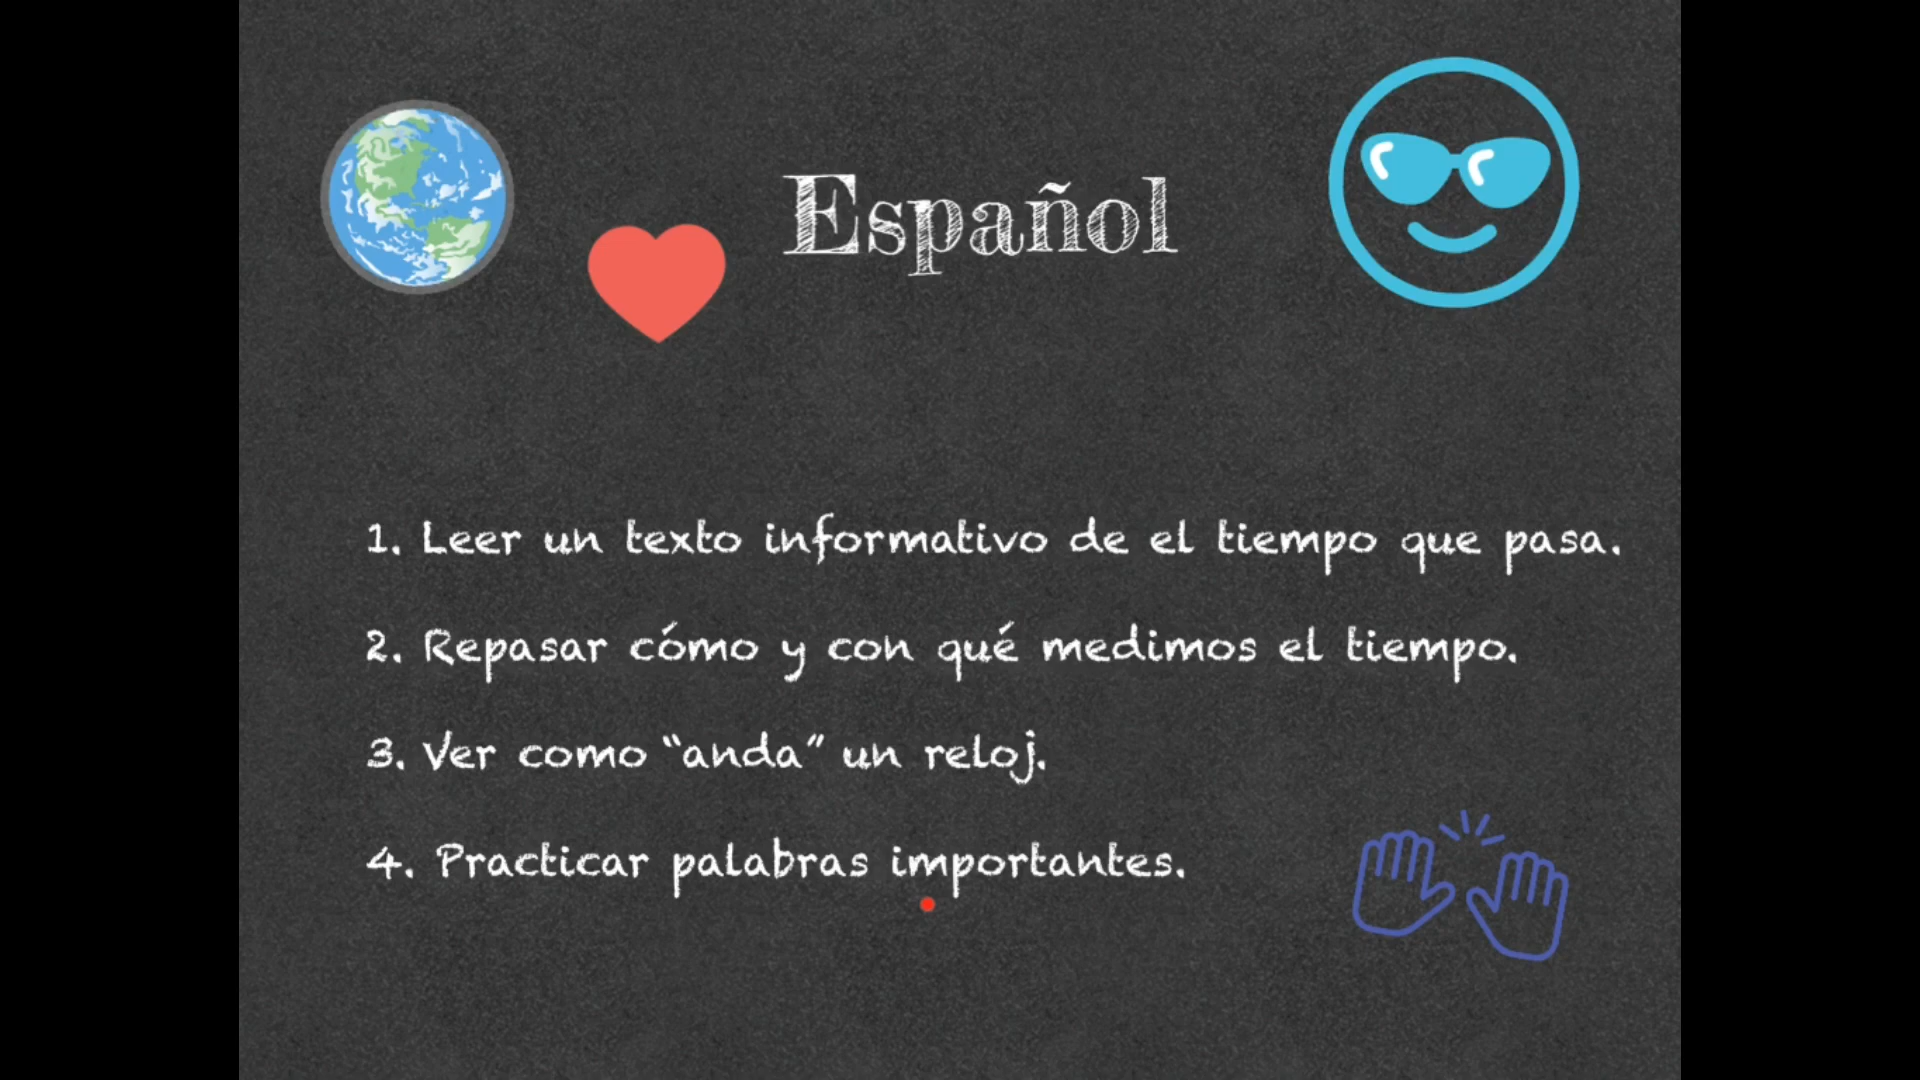 Español
1. Leer un texto informativo de el tiempo que pasa.
2. Repasar cómo y con qué medimos el tiempo.
3. Ver como “anda” un reloj.
4. Practicar palabras importantes.